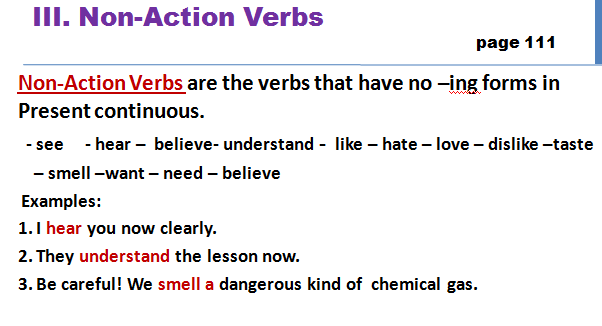 III. Non-Action Verbs
page 111
Non-Action Verbs are the verbs that have no –ing forms in
Present continuous.
- see - hear – believe- understand - like – hate – love – dislike –taste
– smell –want – need – believe
Examples:
1. I hear you now clearly.
2. They understand the lesson now.
3. Be careful! We smell a dangerous kind of chemical gas.